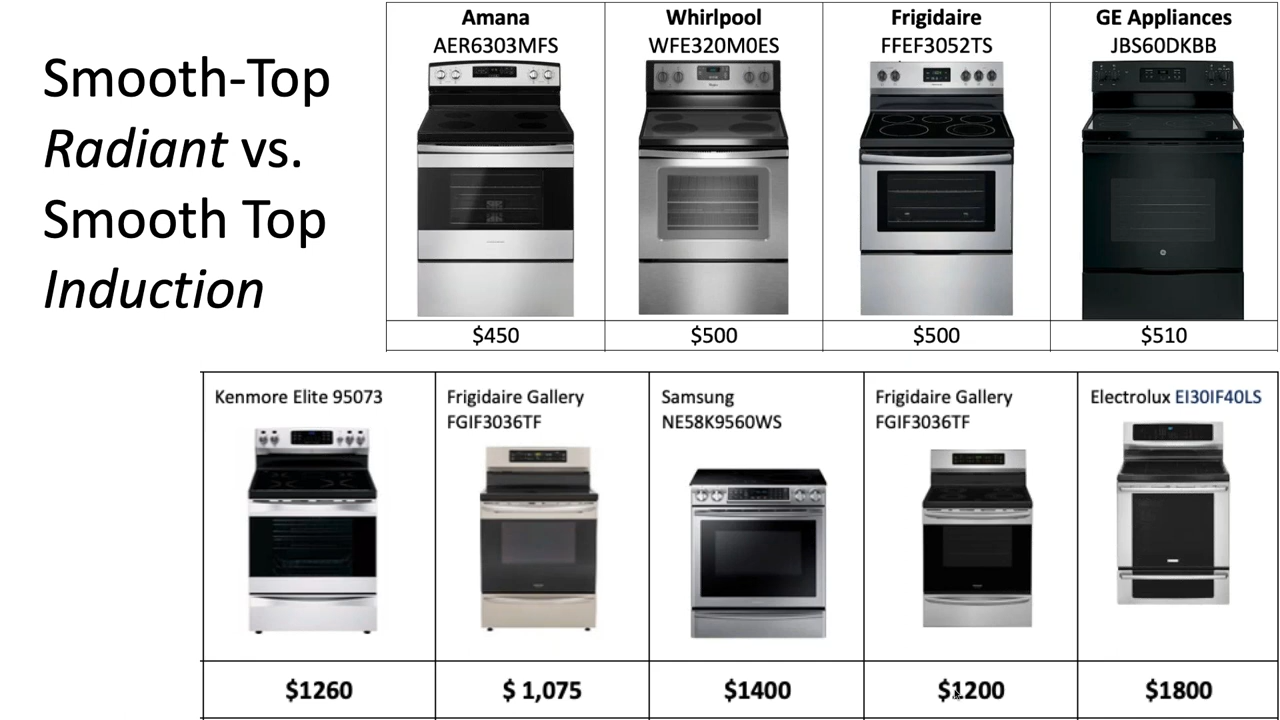 Smooth-Top
Radiant vs.
Smooth Top
Induction
Amana
AER6303MFS
Whirlpool
WFE320M0ES
Frigidaire
FFEF3052TS
GE Appliances
JBS60DKBB
$450
$500
$500
$510
Kenmore Elite 95073
Frigidaire Gallery
FGIF3036TF
Samsung
NE58K9560WS
Frigidaire Gallery
FGIF3036TF
Electrolux EI30IF40LS
$1260
$ 1,075
$1400
$1200
$1800